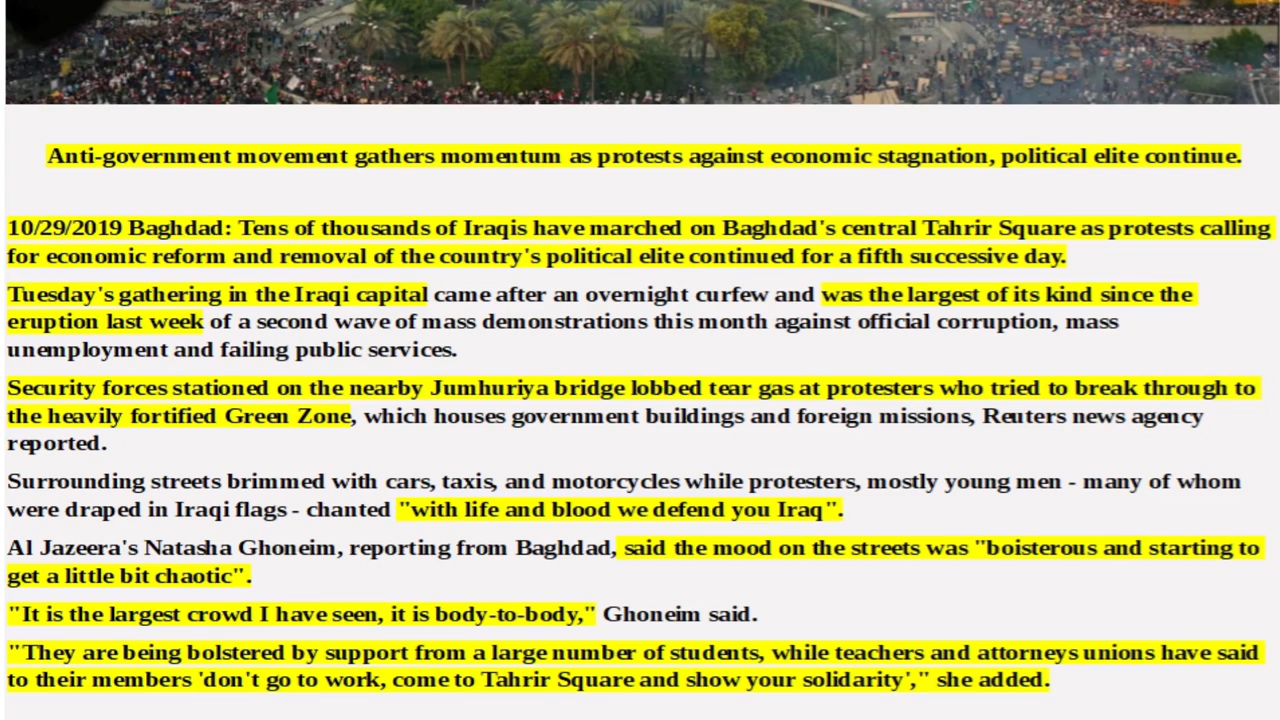 Anti-government movement gathers momentum as protests against economic stagnation, political elite continue.
10/29/2019 Baghdad: Tens of thousands of Iraqis have marched on Baghdad's central Tahrir Square as protests calling
for economic reform and removal of the country's political elite continued for a fifth successive day.
Tuesday's gathering in the Iraqi capital came after an overnight curfew and was the largest of its kind since the
eruption last week of a second wave of mass demonstrations this month against official corruption, mass
unemployment and failing public services.
Security forces stationed on the nearby Jumhuriya bridge lobbed tear gas at protesters who tried to break through to
the heavily fortified Green Zone, which houses government buildings and foreign missions, Reuters news agency
reported.
Surrounding streets brimmed with cars, taxis, and motorcycles while protesters, mostly young men - many of whom
were draped in Iraqi flags - chanted "with life and blood we defend you Iraq".
Al Jazeera's Natasha Ghoneim, reporting from Baghdad, said the mood on the streets was "boisterous and starting to
get a little bit chaotic".
"It is the largest crowd I have seen, it is body-to-body," Ghoneim said.
"They are being bolstered by support from a large number of students, while teachers and attorneys unions have said
to their members 'don't go to work, come to Tahrir Square and show your solidarity'," she added.